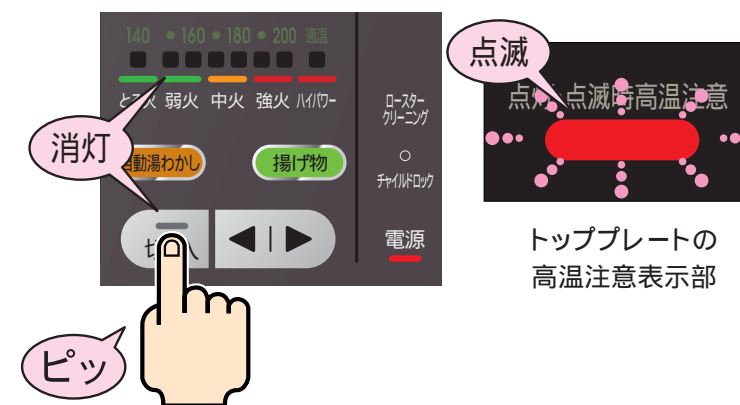 140 • 160 • 180 • 200 適温
とろ火 弱火 中火 強火 ハイパワー
消灯
自動湯わかし
揚げ物
切 入
ピッ
ロースター
クリーニング
チャイルドロック
電源
点滅
点灯・点滅時高温注意
トッププレートの
高温注意表示部